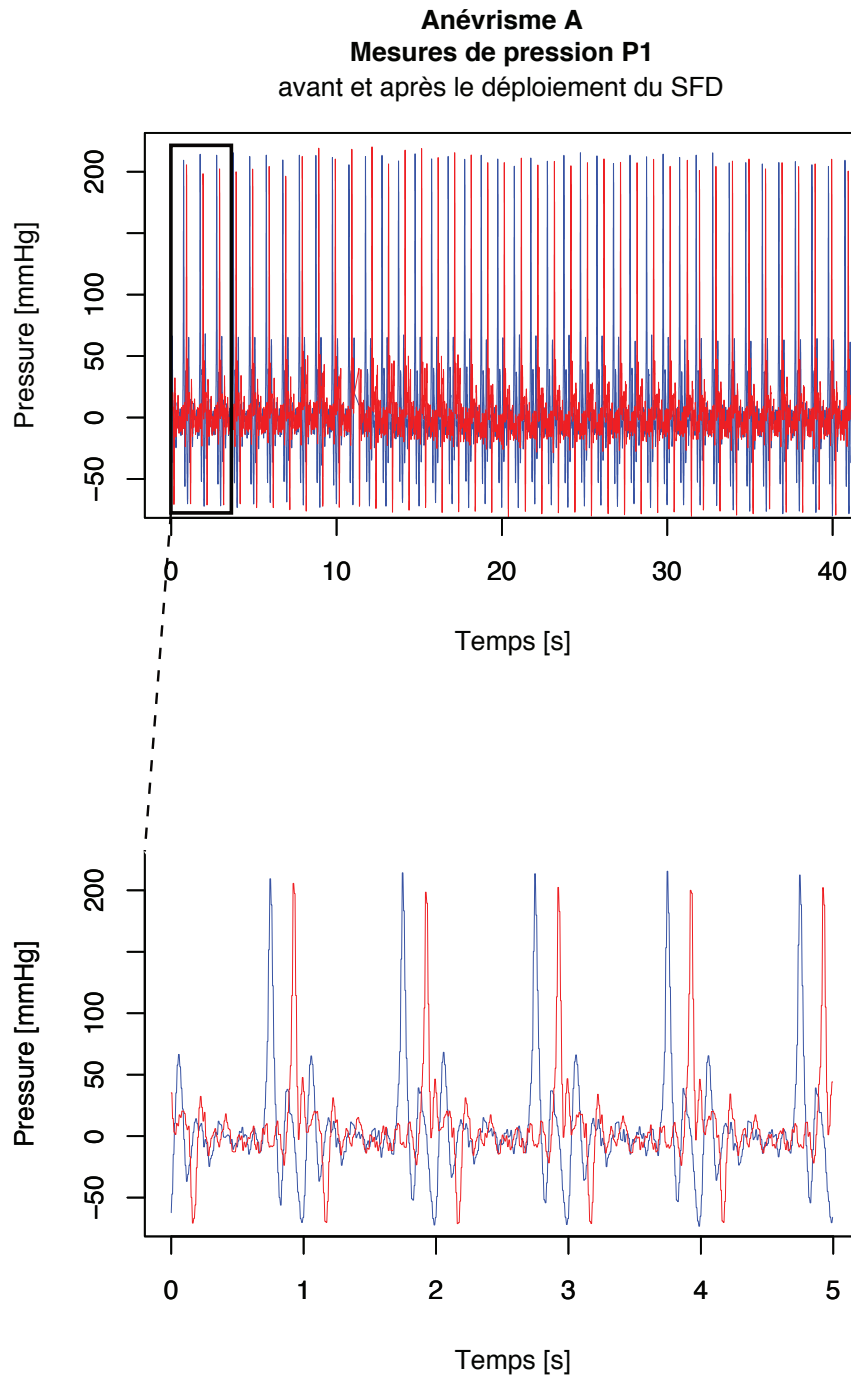 Anévrisme A
Mesures de pression P1
avant et après le déploiement du SFD
Pressure [mmHg]
200
100
50
0
−50
0 10 20 30 40
Temps [s]
Pressure [mmHg]
200
100
50
0
−50
0 1 2 3 4 5
Temps [s]